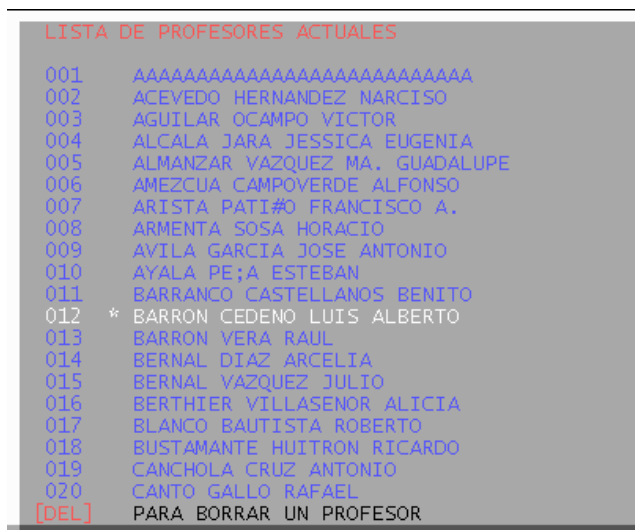 LISTA DE PROFESORES ACTUALES
001 AAAAAAAAAAAAAAAAAAAAAAAAAAAA
002 ACEVEDO HERNANDEZ NARCISO
003 AGUILAR OCAMPO VICTOR
004 ALCALA JARA JESSICA EUGENIA
005 ALMANZAR VAZQUEZ MA. GUADALUPE
006 AMEZCUA CAMPOVERDE ALFONSO
007 ARISTA PATI#O FRANCISCO A.
008 ARMENTA SOSA HORACIO
009 AVILA GARCIA JOSE ANTONIO
010 AYALA PE;A ESTEBAN
011 BARRANCO CASTELLANOS BENITO
012 * BARRON CEDENO LUIS ALBERTO
013 BARRON VERA RAUL
014 BERNAL DIAZ ARCELIA
015 BERNAL VAZQUEZ JULIO
016 BERTHIER VILLASENOR ALICIA
017 BLANCO BAUTISTA ROBERTO
018 BUSTAMANTE HUITRON RICARDO
019 CANCHOLA CRUZ ANTONIO
020 CANTO GALLO RAFAEL
[DEL] PARA BORRAR UN PROFESOR